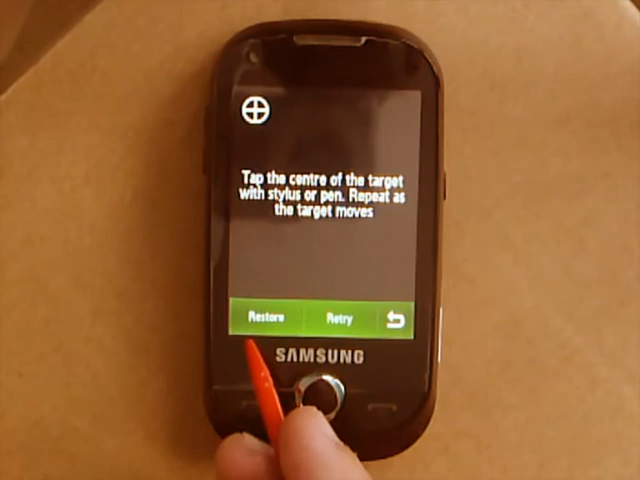 Tap the centre of the target
with stylus or pen. Repeat as
the target moves
Restore Retry
SAMSUNG